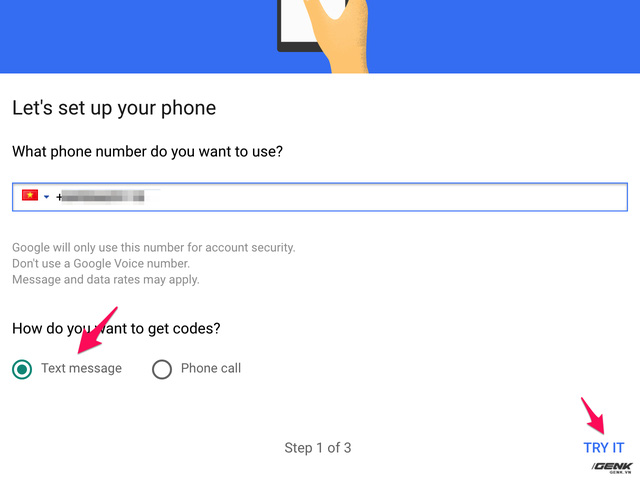 Let's set up your phone
What phone number do you want to use?
+
Google will only use this number for account security.
Don't use a Google Voice number.
Message and data rates may apply.
How do you want to get codes?
Text message
Phone call
Step 1 of 3
TRY IT
GENK
GENK.VN